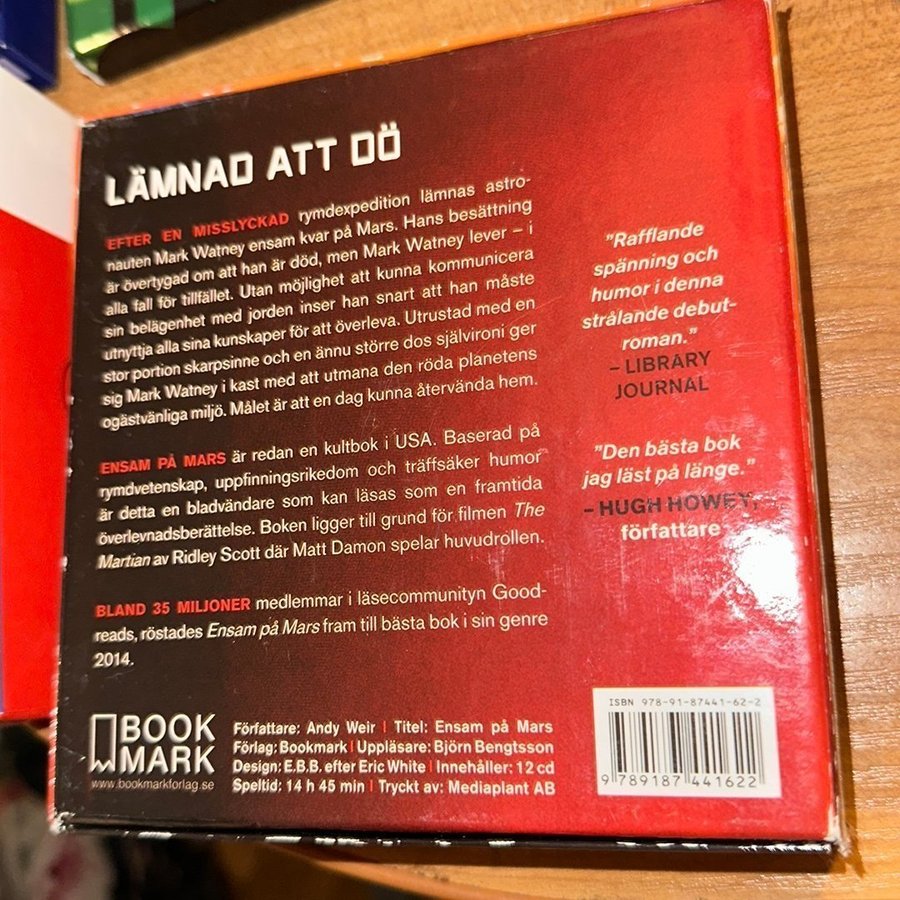 LÄMNAD ATT DÖ
EFTER EN MISSLYCKAD rymdexpedition lämnas astro-
nauten Mark Watney ensam kvar på Mars. Hans besättning
är övertygad om att han är död, men Mark Watney lever – i
alla fall för tillfället. Utan möjlighet att kunna kommunicera
sin belägenhet med jorden inser han snart att han måste
utnyttja alla sina kunskaper för att överleva. Utrustad med en
stor portion skarpsinne och en ännu större dos självironi ger
sig Mark Watney i kast med att utmana den röda planetens
ogästvänliga miljö. Målet är att en dag kunna återvända hem.
ENSAM PÅ MARS är redan en kultbok i USA. Baserad på
rymdvetenskap, uppfinningsrikedom och träffsäker humor
är detta en bladvändare som kan läsas som en framtida
överlevnadsberättelse. Boken ligger till grund för filmen The
Martian av Ridley Scott där Matt Damon spelar huvudrollen.
BLAND 35 MILJONER medlemmar i läsecommunityn Good-
reads, röstades Ensam på Mars fram till bästa bok i sin genre
2014.
"Rafflande
spänning och
humor i denna
strålande debut-
roman."
– LIBRARY
JOURNAL
"Den bästa bok
jag läst på länge."
– HUGH HOWEY,
författare
BOOK
MARK
www.bookmarkforlag.se
Författare: Andy Weir | Titel: Ensam på Mars
Förlag: Bookmark | Uppläsare: Björn Bengtsson
Design: E.B.B. efter Eric White | Innehåller: 12 cd
Speltid: 14 h 45 min | Tryckt av: Mediaplant AB
ISBN 978-91-87441-62-2
9 789187 441622